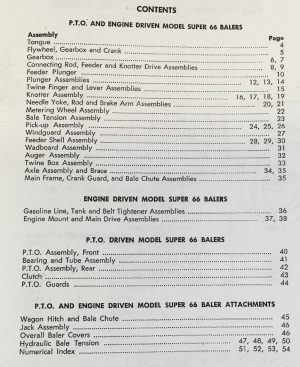 CONTENTS
P.T.O. AND ENGINE DRIVEN MODEL SUPER 66 BALERS
Assembly Page
Tongue 4
Flywheel, Gearbox and Crank 5
Gearbox 6, 7
Connecting Rod, Feeder and Knotter Drive Assemblies 8, 9
Feeder Plunger 10
Plunger Assemblies 12, 13, 14
Twine Finger and Lever Assemblies 15
Knotter Assembly 16, 17, 18, 19
Needle Yoke, Rod and Brake Arm Assemblies 20, 21
Metering Wheel Assembly 22
Bale Tension Assembly 23
Pick-up Assembly 24, 25, 26
Windguard Assembly 27
Feeder Shell Assembly 28, 29, 30
Wadboard Assembly 31
Auger Assembly 32
Twine Box Assembly 33
Axle Assembly and Brace 34, 35
Main Frame, Crank Guard, and Bale Chute Assemblies 35
ENGINE DRIVEN MODEL SUPER 66 BALERS
Gasoline Line, Tank and Belt Tightener Assemblies 36
Engine Mount and Main Drive Assemblies 37, 38
P.T.O. DRIVEN MODEL SUPER 66 BALERS
P.T.O. Assembly, Front 40
Bearing and Tube Assembly 41
P.T.O. Assembly, Rear 42
Clutch 43
P.T.O. Guards 44
P.T.O. AND ENGINE DRIVEN MODEL SUPER 66 BALER ATTACHMENTS
Wagon Hitch and Bale Chute 45
Jack Assembly 46
Overall Baler Covers 46
Hydraulic Bale Tension 47, 48, 49, 50
Numerical Index 51, 52, 53, 54